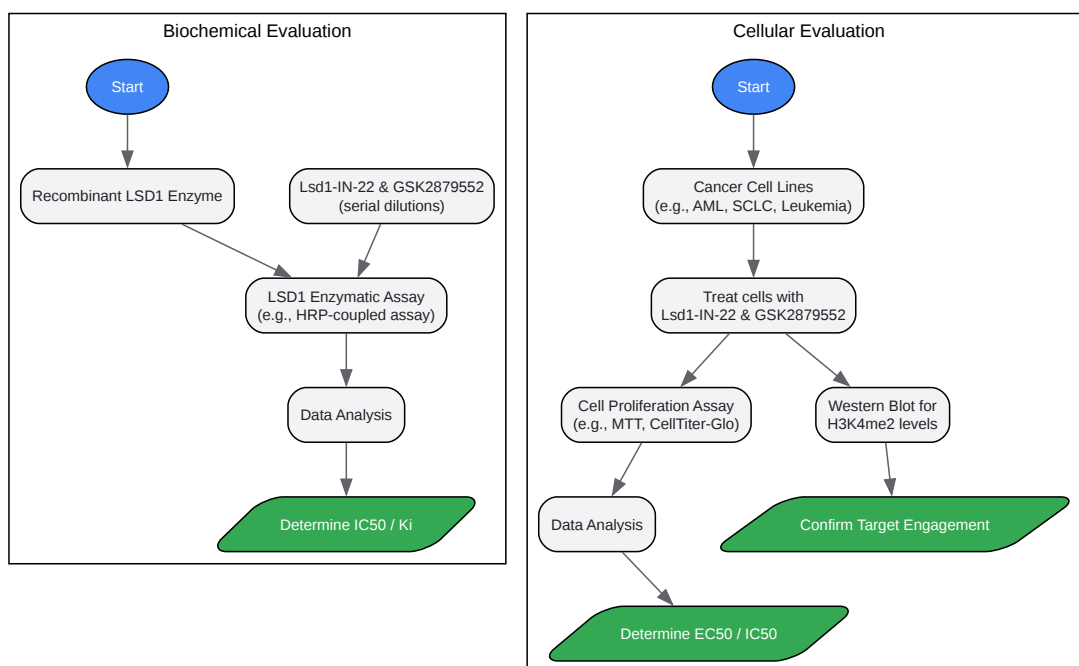 Biochemical Evaluation
Start
Recombinant LSD1 Enzyme
Lsd1-IN-22 & GSK2879552
(serial dilutions)
LSD1 Enzymatic Assay
(e.g., HRP-coupled assay)
Data Analysis
Determine IC50 / Ki
Cellular Evaluation
Start
Cancer Cell Lines
(e.g., AML, SCLC, Leukemia)
Treat cells with
Lsd1-IN-22 & GSK2879552
Cell Proliferation Assay
(e.g., MTT, CellTiter-Glo)
Western Blot for
H3K4me2 levels
Data Analysis
Confirm Target Engagement
Determine EC50 / IC50